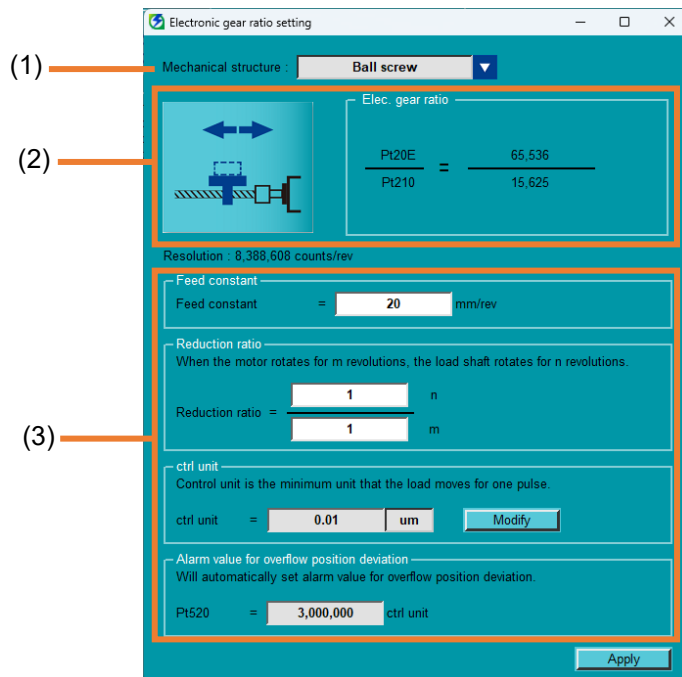 Electronic gear ratio setting
(1)
Mechanical structure : Ball screw
(2)
Elec. gear ratio
Pt20E = 65,536
Pt210 15,625
Resolution : 8,388,608 counts/rev
(3)
Feed constant
Feed constant = 20 mm/rev
Reduction ratio
When the motor rotates for m revolutions, the load shaft rotates for n revolutions.
1 n
Reduction ratio =
1 m
ctrl unit
Control unit is the minimum unit that the load moves for one pulse.
ctrl unit = 0.01 um Modify
Alarm value for overflow position deviation
Will automatically set alarm value for overflow position deviation.
Pt520 = 3,000,000 ctrl unit
Apply